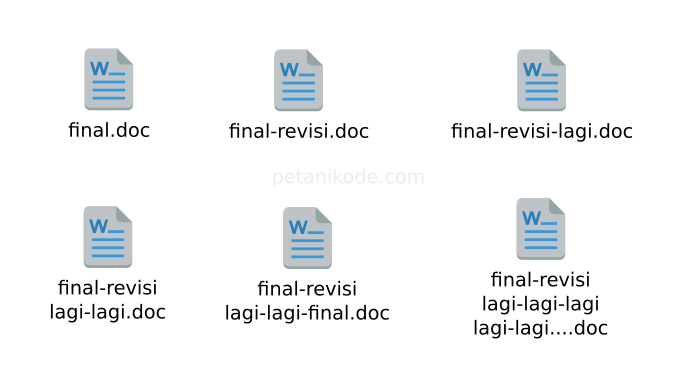 W
W
W
final.doc
final-revisi.doc
final-revisi-lagi.doc
petanikode.com
W
W
W
final-revisi
lagi-lagi.doc
final-revisi
lagi-lagi-final.doc
final-revisi
lagi-lagi-lagi
lagi-lagi....doc